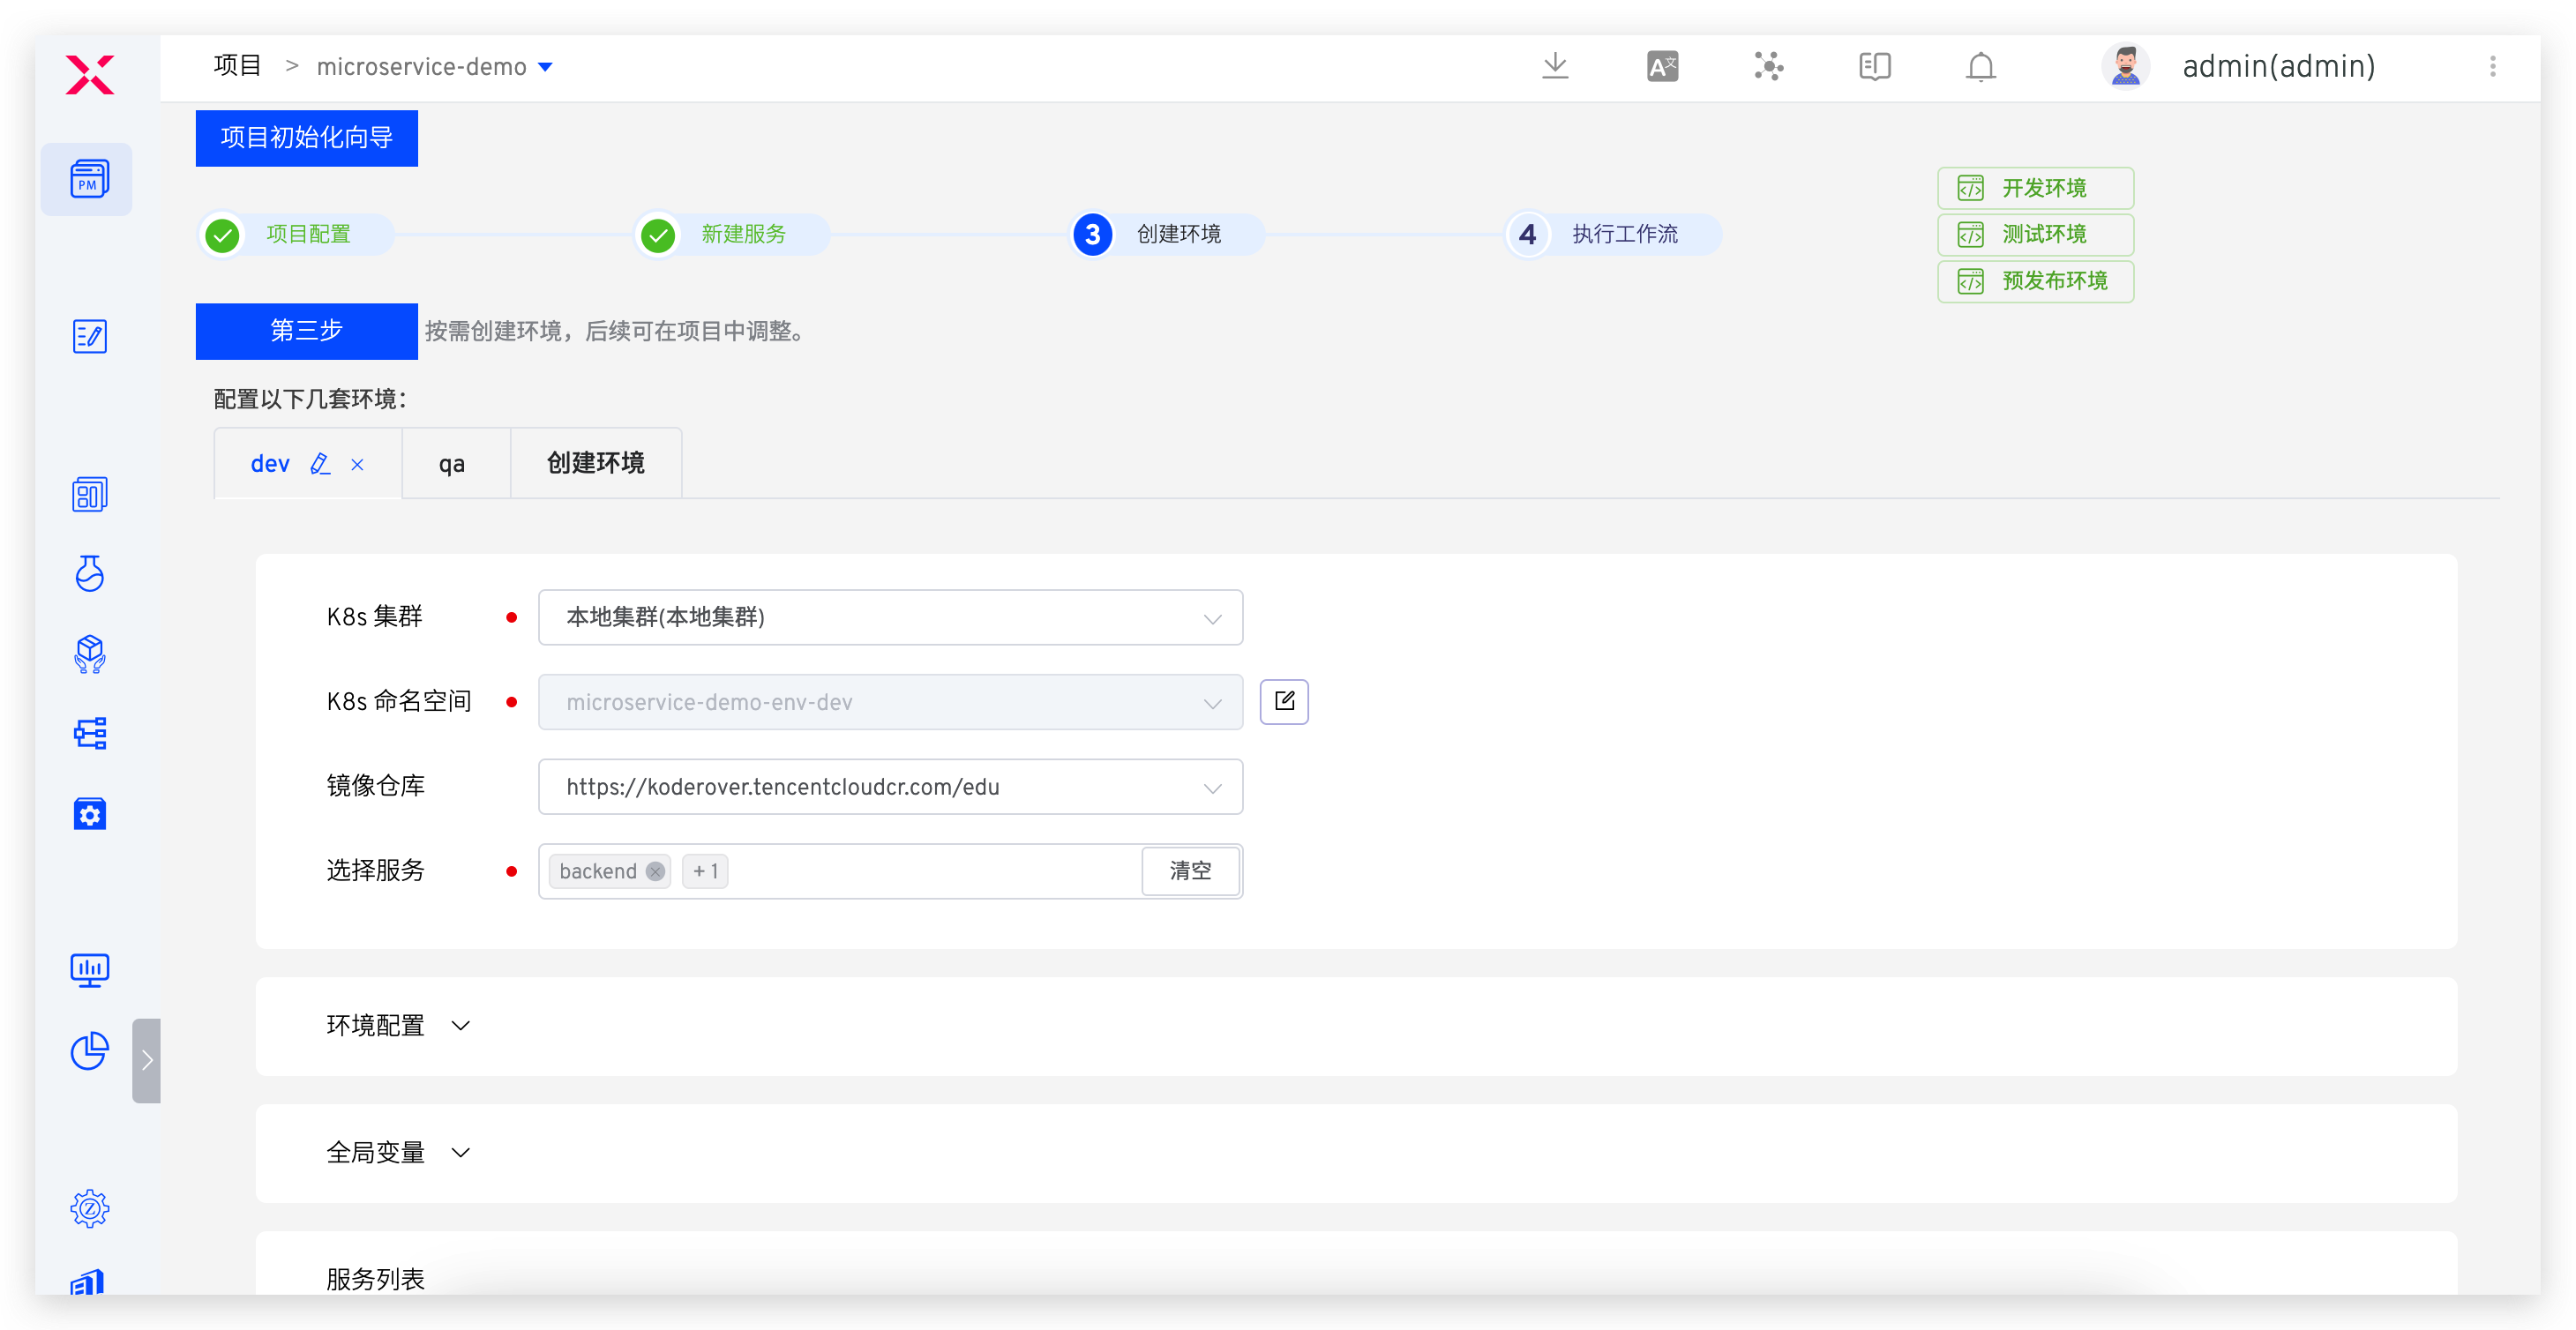 项目 > microservice-demo
admin(admin)
项目初始化向导
PM
项目配置
新建服务
3 创建环境
4 执行工作流
开发环境
测试环境
预发布环境
第三步 按需创建环境，后续可在项目中调整。
配置以下几套环境：
dev qa 创建环境
K8s 集群 本地集群(本地集群)
K8s 命名空间 microservice-demo-env-dev
镜像仓库 https://koderover.tencentcloudcr.com/edu
选择服务 backend + 1 清空
环境配置
全局变量
服务列表